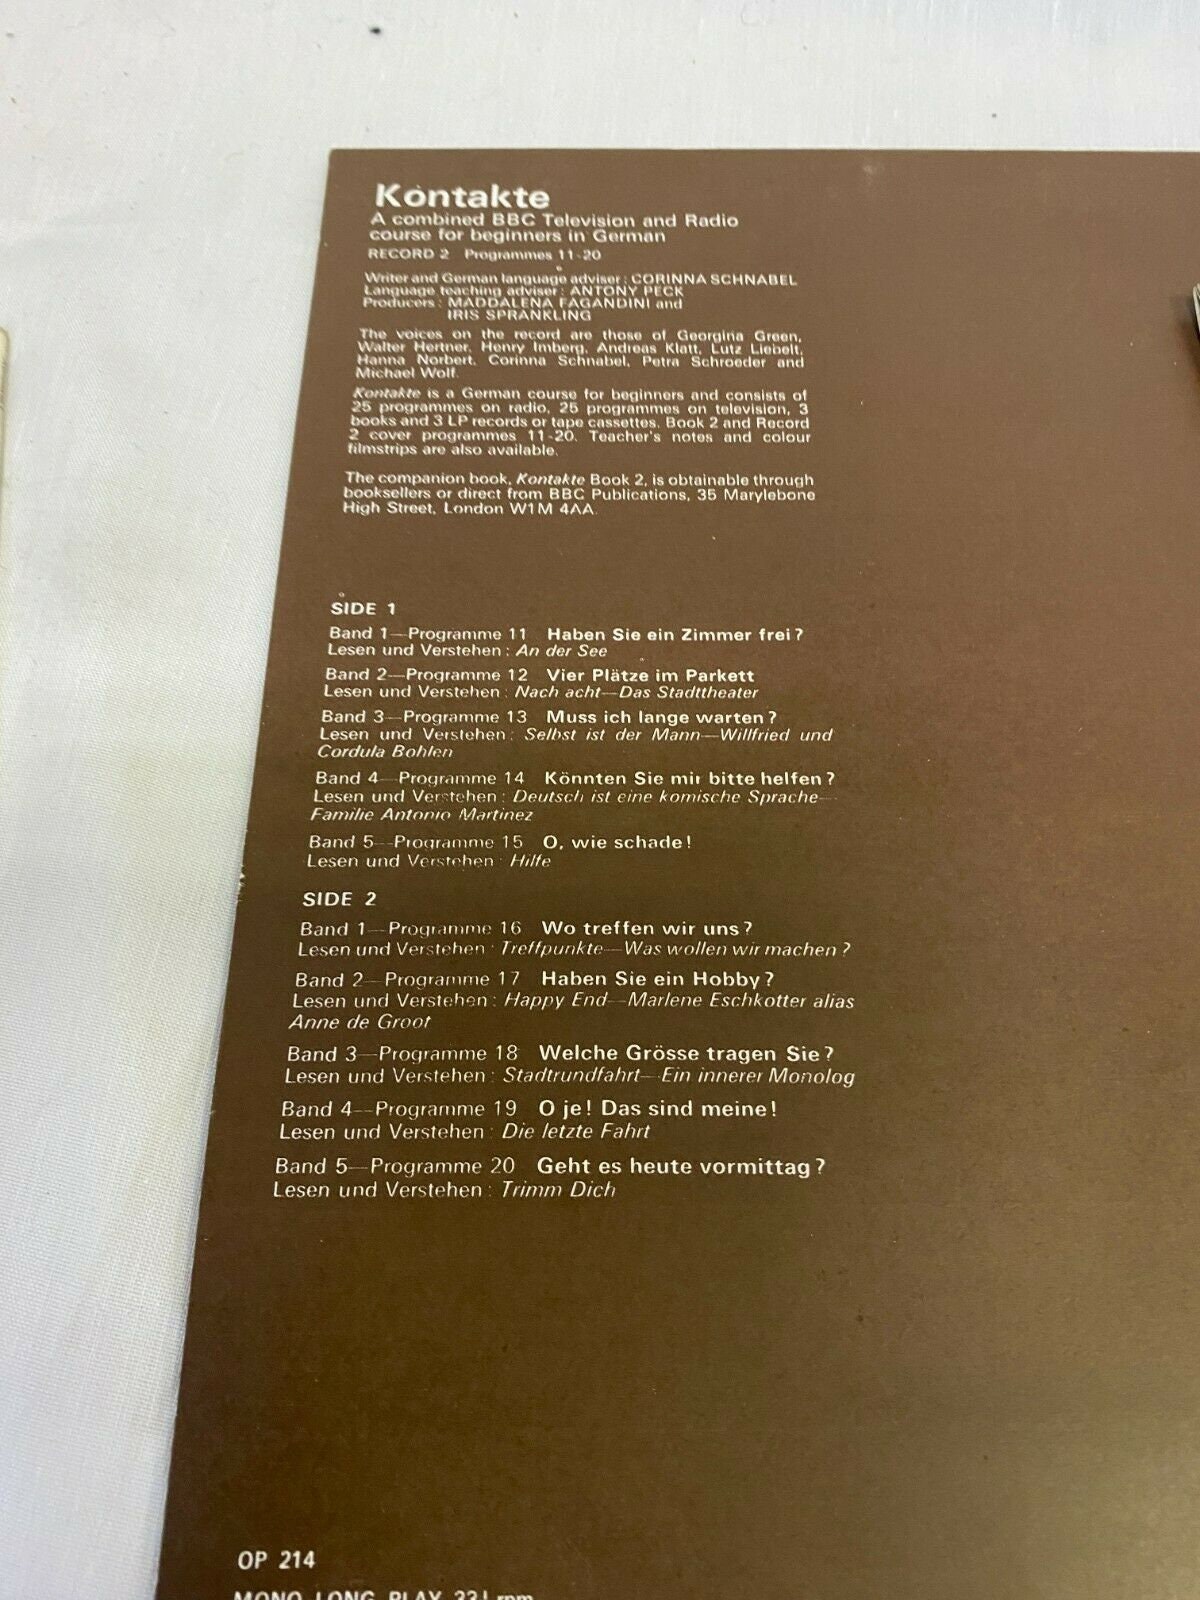 Kontakte
A combined BBC Television and Radio
course for beginners in German
RECORD 2 Programmes 11-20
Writer and German language adviser: CORINNA SCHNABEL
Language teaching adviser: ANTONY PECK
Producers: MADDALENA FAGANDINI and
IRIS SPRANKLING
The voices on the record are those of Georgina Green,
Walter Hertner, Henry Imberg, Andreas Klatt, Lutz Liebelt,
Hanna Norbert, Corinna Schnabel, Petra Schroeder and
Michael Wolf.
Kontakte is a German course for beginners and consists of
25 programmes on radio, 25 programmes on television, 3
books and 3 LP records or tape cassettes. Book 2 and Record
2 cover programmes 11-20. Teacher's notes and colour
filmstrips are also available.
The companion book, Kontakte Book 2, is obtainable through
booksellers or direct from BBC Publications, 35 Marylebone
High Street, London W1M 4AA.
SIDE 1
Band 1—Programme 11 Haben Sie ein Zimmer frei?
Lesen und Verstehen: An der See
Band 2—Programme 12 Vier Plätze im Parkett
Lesen und Verstehen: Nach acht—Das Stadttheater
Band 3—Programme 13 Muss ich lange warten?
Lesen und Verstehen: Selbst ist der Mann—Willfried und
Cordula Bohlen
Band 4—Programme 14 Könnten Sie mir bitte helfen?
Lesen und Verstehen: Deutsch ist eine komische Sprache—
Familie Antonio Martinez
Band 5—Programme 15 O, wie schade!
Lesen und Verstehen: Hilfe
SIDE 2
Band 1—Programme 16 Wo treffen wir uns?
Lesen und Verstehen: Treffpunkte—Was wollen wir machen?
Band 2—Programme 17 Haben Sie ein Hobby?
Lesen und Verstehen: Happy End—Marlene Eschkotter alias
Anne de Groot
Band 3—Programme 18 Welche Grösse tragen Sie?
Lesen und Verstehen: Stadtrundfahrt—Ein innerer Monolog
Band 4—Programme 19 O je! Das sind meine!
Lesen und Verstehen: Die letzte Fahrt
Band 5—Programme 20 Geht es heute vormittag?
Lesen und Verstehen: Trimm Dich
OP 214
MONO LONG PLAY rpm